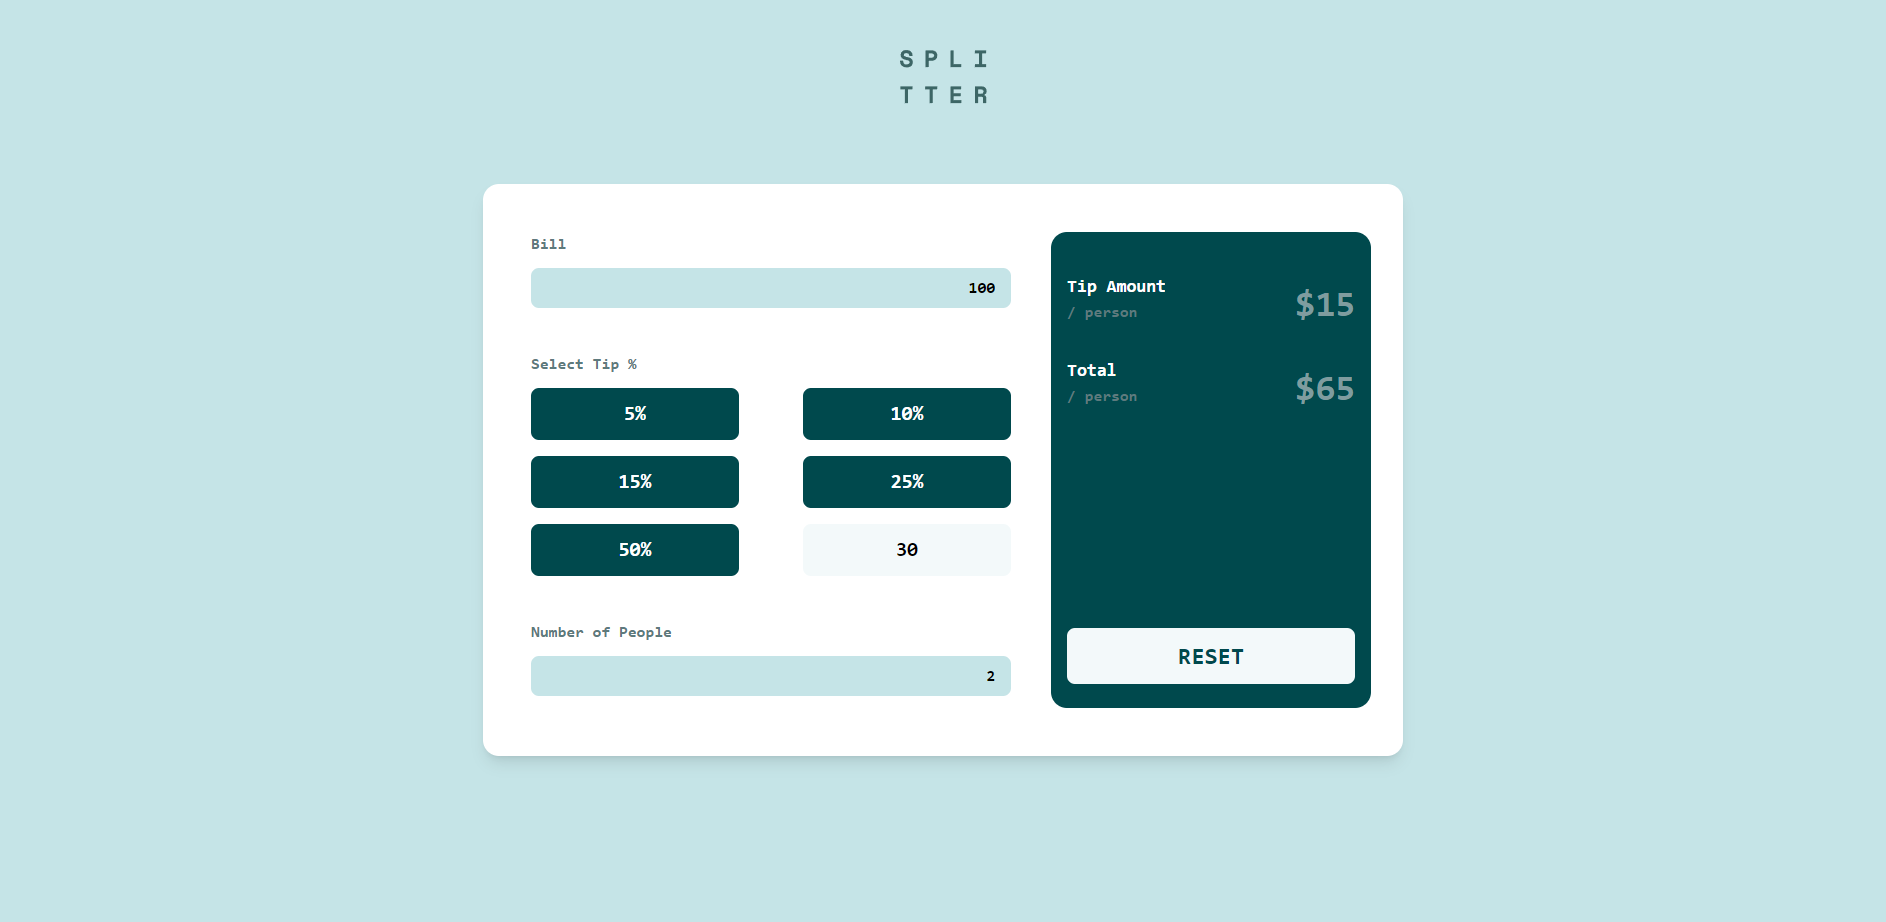 S P L I
T T E R
Bill
100
Select Tip %
5%
10%
15%
25%
50%
30
Number of People
2
Tip Amount
/ person
$15
Total
/ person
$65
RESET